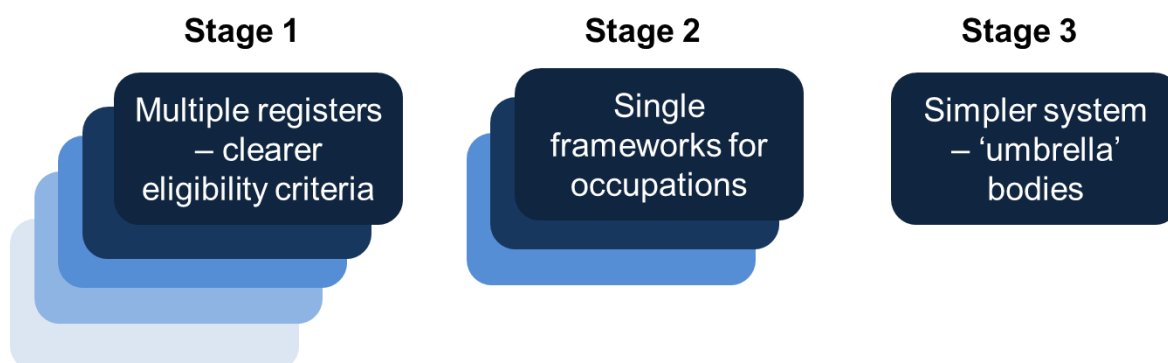 Stage 1
Multiple registers
– clearer
eligibility criteria
Stage 2
Single
frameworks for
occupations
Stage 3
Simpler system
– ‘umbrella’
bodies